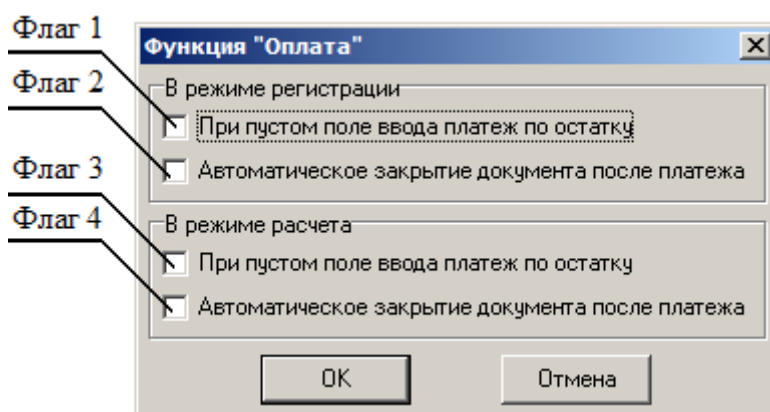 Флаг 1
Функция "Оплата"
Флаг 2
В режиме регистрации
При пустом поле ввода платеж по остатку
Флаг 3
Автоматическое закрытие документа после платежа
Флаг 4
В режиме расчета
При пустом поле ввода платеж по остатку
Автоматическое закрытие документа после платежа
OK
Отмена